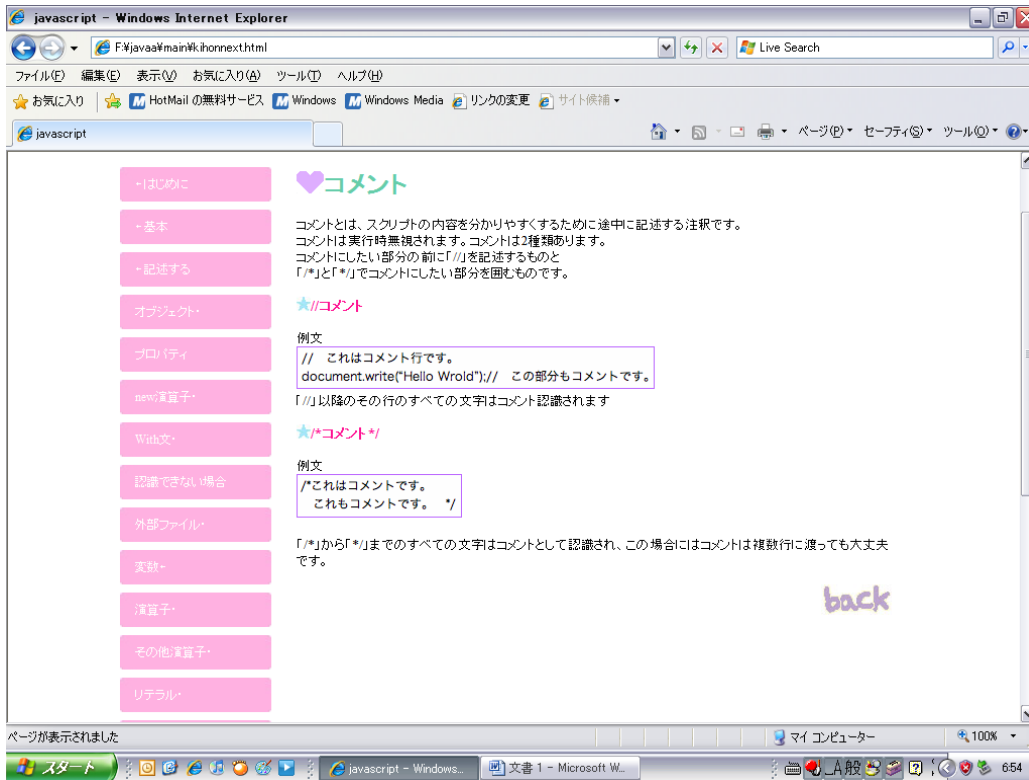 javascript - Windows Internet Explorer
F:¥javaa¥main¥kihonnext.html
Live Search
ファイル(F) 編集(E) 表示(V) お気に入り(A) ツール(T) ヘルプ(H)
お気に入り HotMail の無料サービス Windows Windows Media リンクの変更 サイト候補
javascript
ページ(P) セーフティ(S) ツール(O)
・はじめに
・基本
・記述する
オブジェクト・
プロパティ
new演算子・
With文・
認識できない場合
外部ファイル・
変数・
演算子・
その他演算子・
リテラル・
コメント
コメントとは、スクリプトの内容を分かりやすくするために途中に記述する注釈です。
コメントは実行時無視されます。コメントは2種類あります。
コメントにしたい部分の前に「//」を記述するものと
「/*」と「*/」でコメントにしたい部分を囲むものです。
★//コメント
例文
// これはコメント行です。
document.write("Hello Wrold");// この部分もコメントです。
「//」以降のその行のすべての文字はコメント認識されます
★/*コメント*/
例文
/*これはコメントです。
これもコメントです。 */
「/*」から「*/」までのすべての文字はコメントとして認識され、この場合にはコメントは複数行に渡っても大丈夫
です。
back
ページが表示されました
マイ コンピューター
100%
スタート
javascript - Windows...
文書 1 - Microsoft W...
A般
6:54